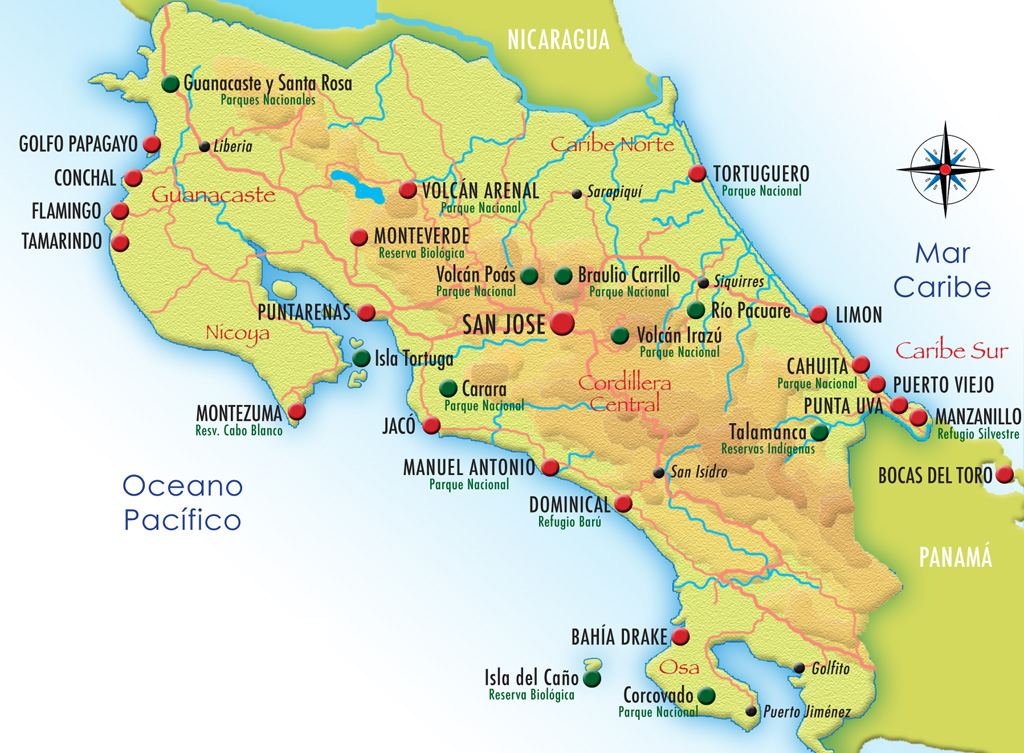 NICARAGUA
Guanacaste y Santa Rosa
Parques Nacionales
GOLFO PAPAGAYO
Liberia
Caribe Norte
CONCHAL
Guanacaste
VOLCÁN ARENAL
Parque Nacional
Sarapiquí
TORTUGUERO
Parque Nacional
FLAMINGO
TAMARINDO
MONTEVERDE
Reserva Biológica
Mar
Caribe
Volcán Poás
Parque Nacional
Braulio Carrillo
Parque Nacional
Siquirres
PUNTARENAS
Nicoya
SAN JOSE
Río Pacuare
LIMON
Volcán Irazú
Parque Nacional
Caribe Sur
Isla Tortuga
CAHUITA
Parque Nacional
Carara
Parque Nacional
Cordillera
Central
PUERTO VIEJO
PUNTA UVA
MONTEZUMA
Resv. Cabo Blanco
JACÓ
MANZANILLO
Refugio Silvestre
Talamanca
Reservas Indígenas
MANUEL ANTONIO
Parque Nacional
San Isidro
BOCAS DEL TORO
Oceano
Pacífico
DOMINICAL
Refugio Barú
PANAMÁ
BAHÍA DRAKE
Osa
Golfito
Isla del Caño
Reserva Biológica
Corcovado
Parque Nacional
Puerto Jiménez